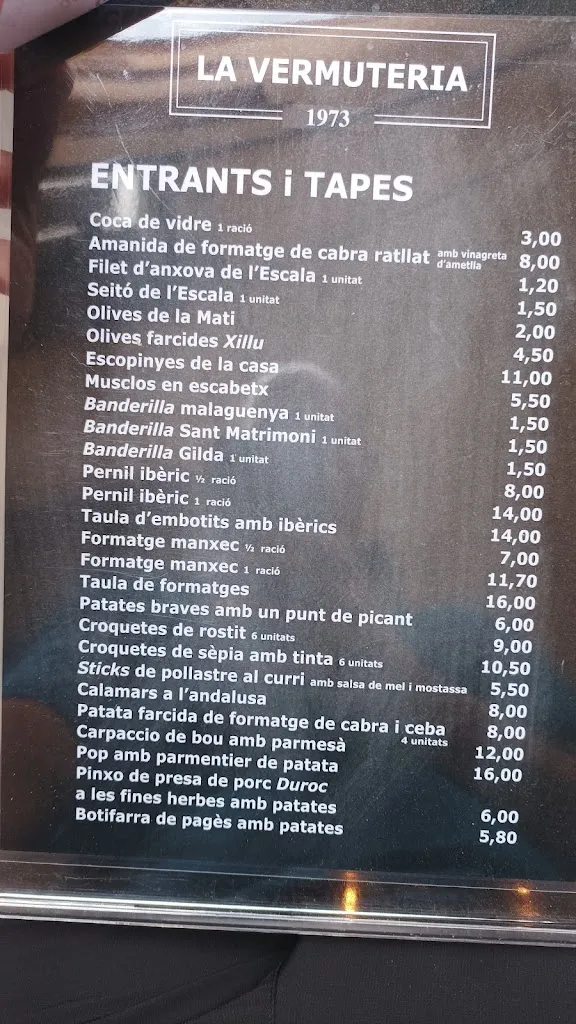 LA VERMUTERIA
1973
ENTRANTS i TAPES
Coca de vidre 1 ració 3,00
Amanida de formatge de cabra ratllat amb vinagreta d'ametlla 8,00
Filet d'anxova de l'Escala 1 unitat 1,20
Seitó de l'Escala 1 unitat 1,50
Olives de la Mati 2,00
Olives farcides Xillu 4,50
Escopinyes de la casa 11,00
Musclos en escabetx 5,50
Banderilla malaguenya 1 unitat 1,50
Banderilla Sant Matrimoni 1 unitat 1,50
Banderilla Gilda 1 unitat 1,50
Pernil ibèric ½ ració 8,00
Pernil ibèric 1 ració 14,00
Taula d'embotits amb ibèrics 14,00
Formatge manxec ½ ració 7,00
Formatge manxec 1 ració 11,70
Taula de formatges 16,00
Patates braves amb un punt de picant 6,00
Croquetes de rostit 6 unitats 9,00
Croquetes de sèpia amb tinta 6 unitats 10,50
Sticks de pollastre al curri amb salsa de mel i mostassa 5,50
Calamars a l'andalusa 8,00
Patata farcida de formatge de cabra i ceba 4 unitats 8,00
Carpaccio de bou amb parmesà 12,00
Pop amb parmentier de patata 16,00
Pinxo de presa de porc Duroc
a les fines herbes amb patates 6,00
Botifarra de pagès amb patates 5,80